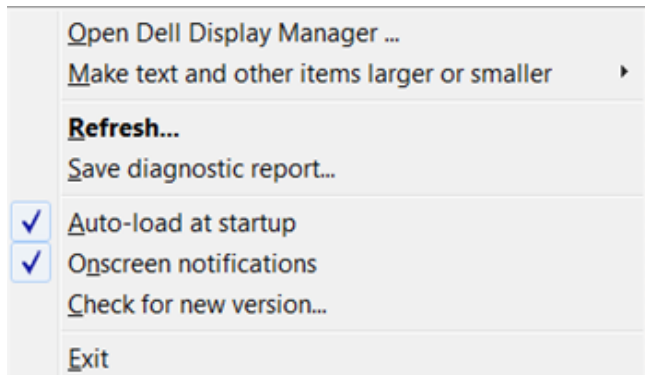 Open Dell Display Manager ...
Make text and other items larger or smaller
Refresh...
Save diagnostic report...
Auto-load at startup
Onscreen notifications
Check for new version...
Exit